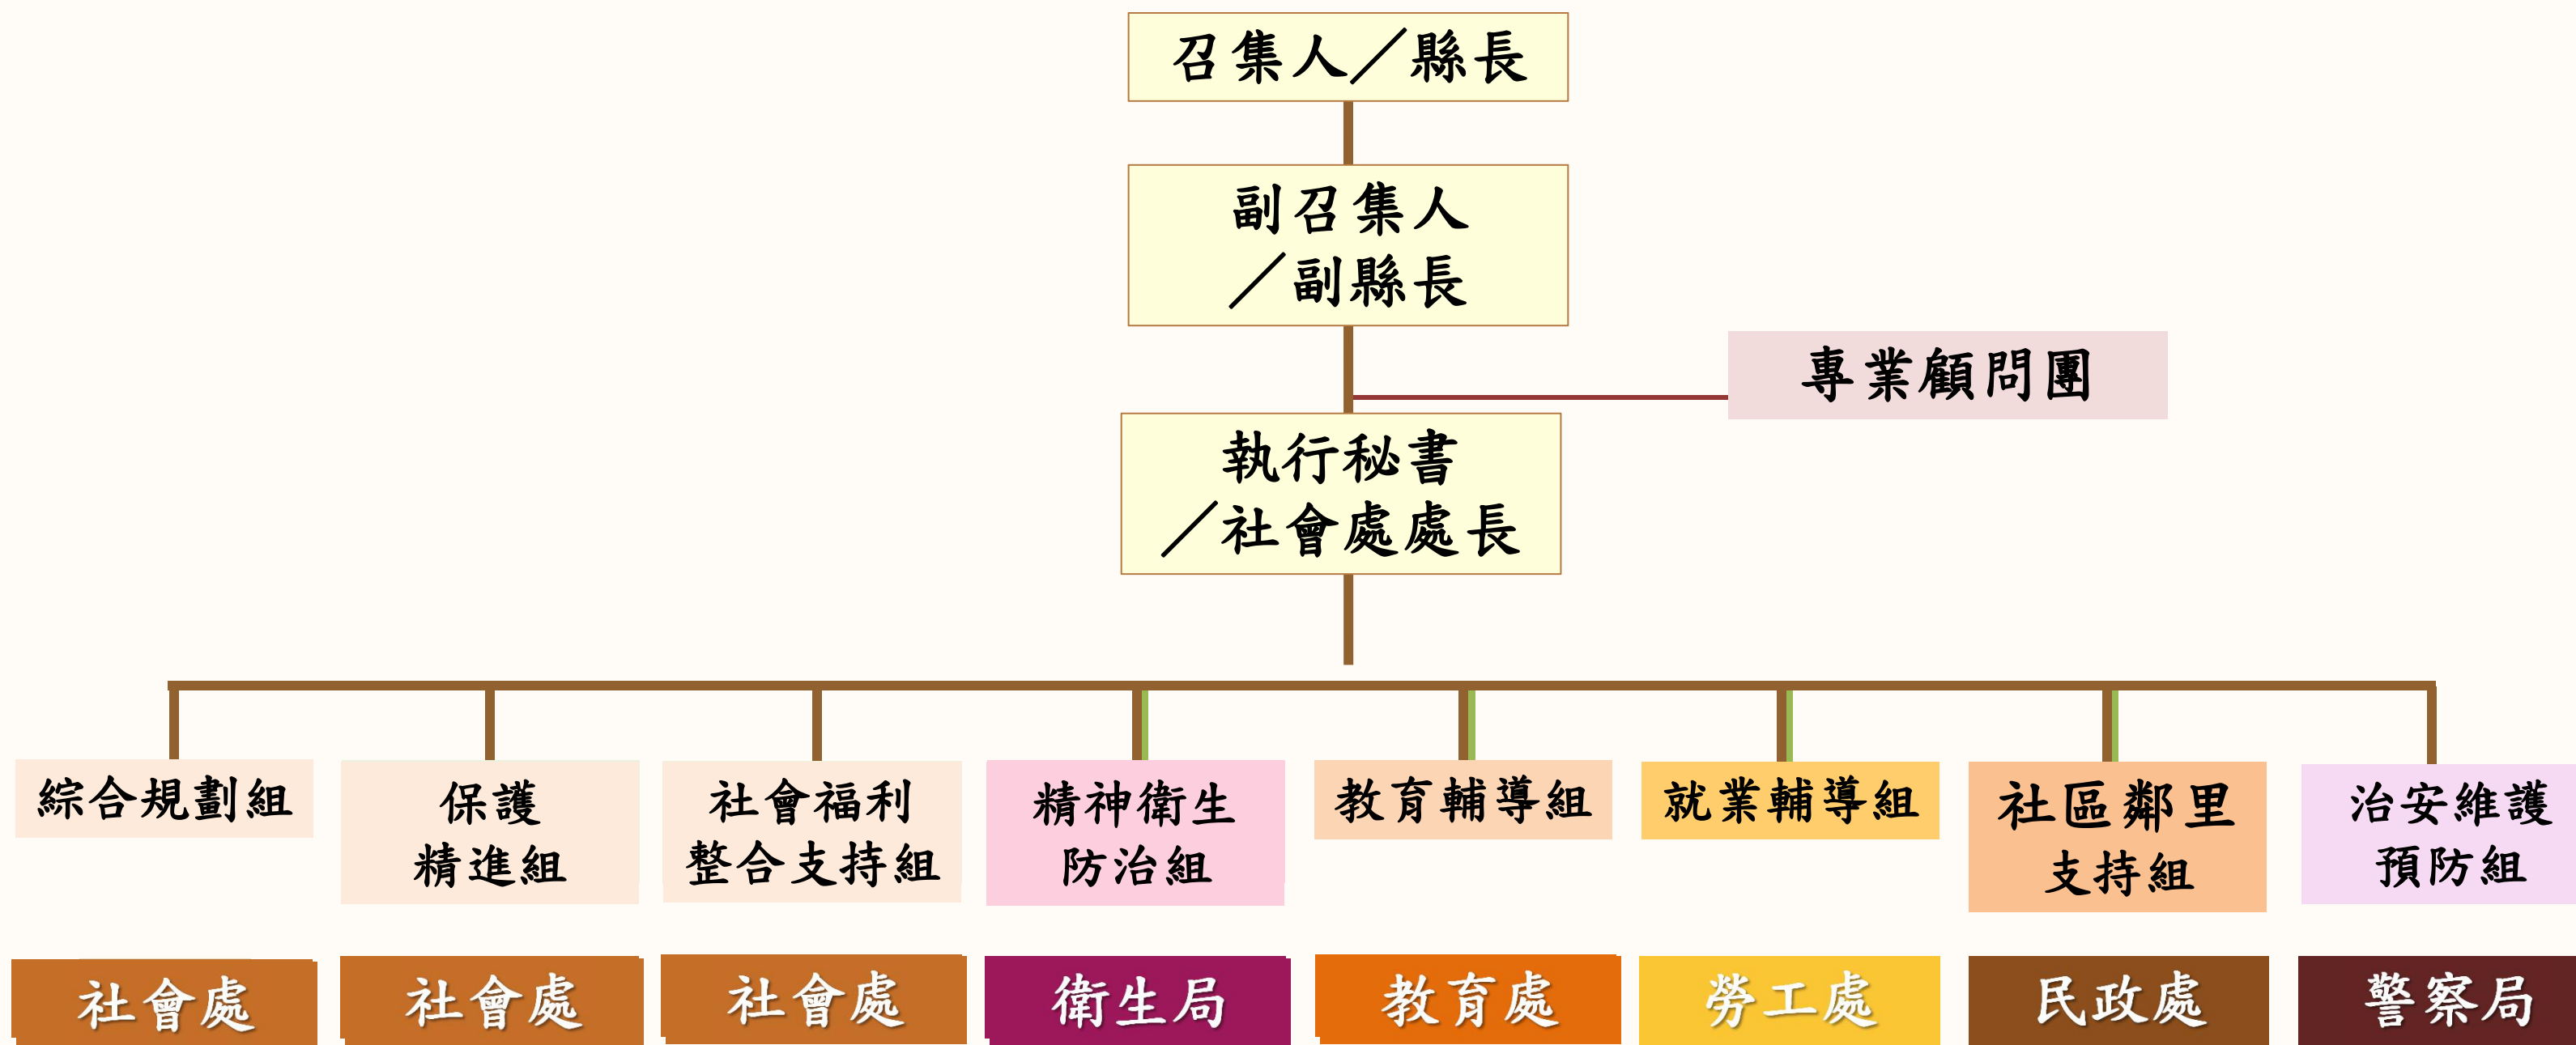 召集人／縣長
副召集人
／副縣長
專業顧問團
執行秘書
／社會處處長
綜合規劃組
保護
精進組
社會福利
整合支持組
精神衛生
防治組
教育輔導組
就業輔導組
社區鄰里
支持組
治安維護
預防組
社會處
社會處
社會處
衛生局
教育處
勞工處
民政處
警察局